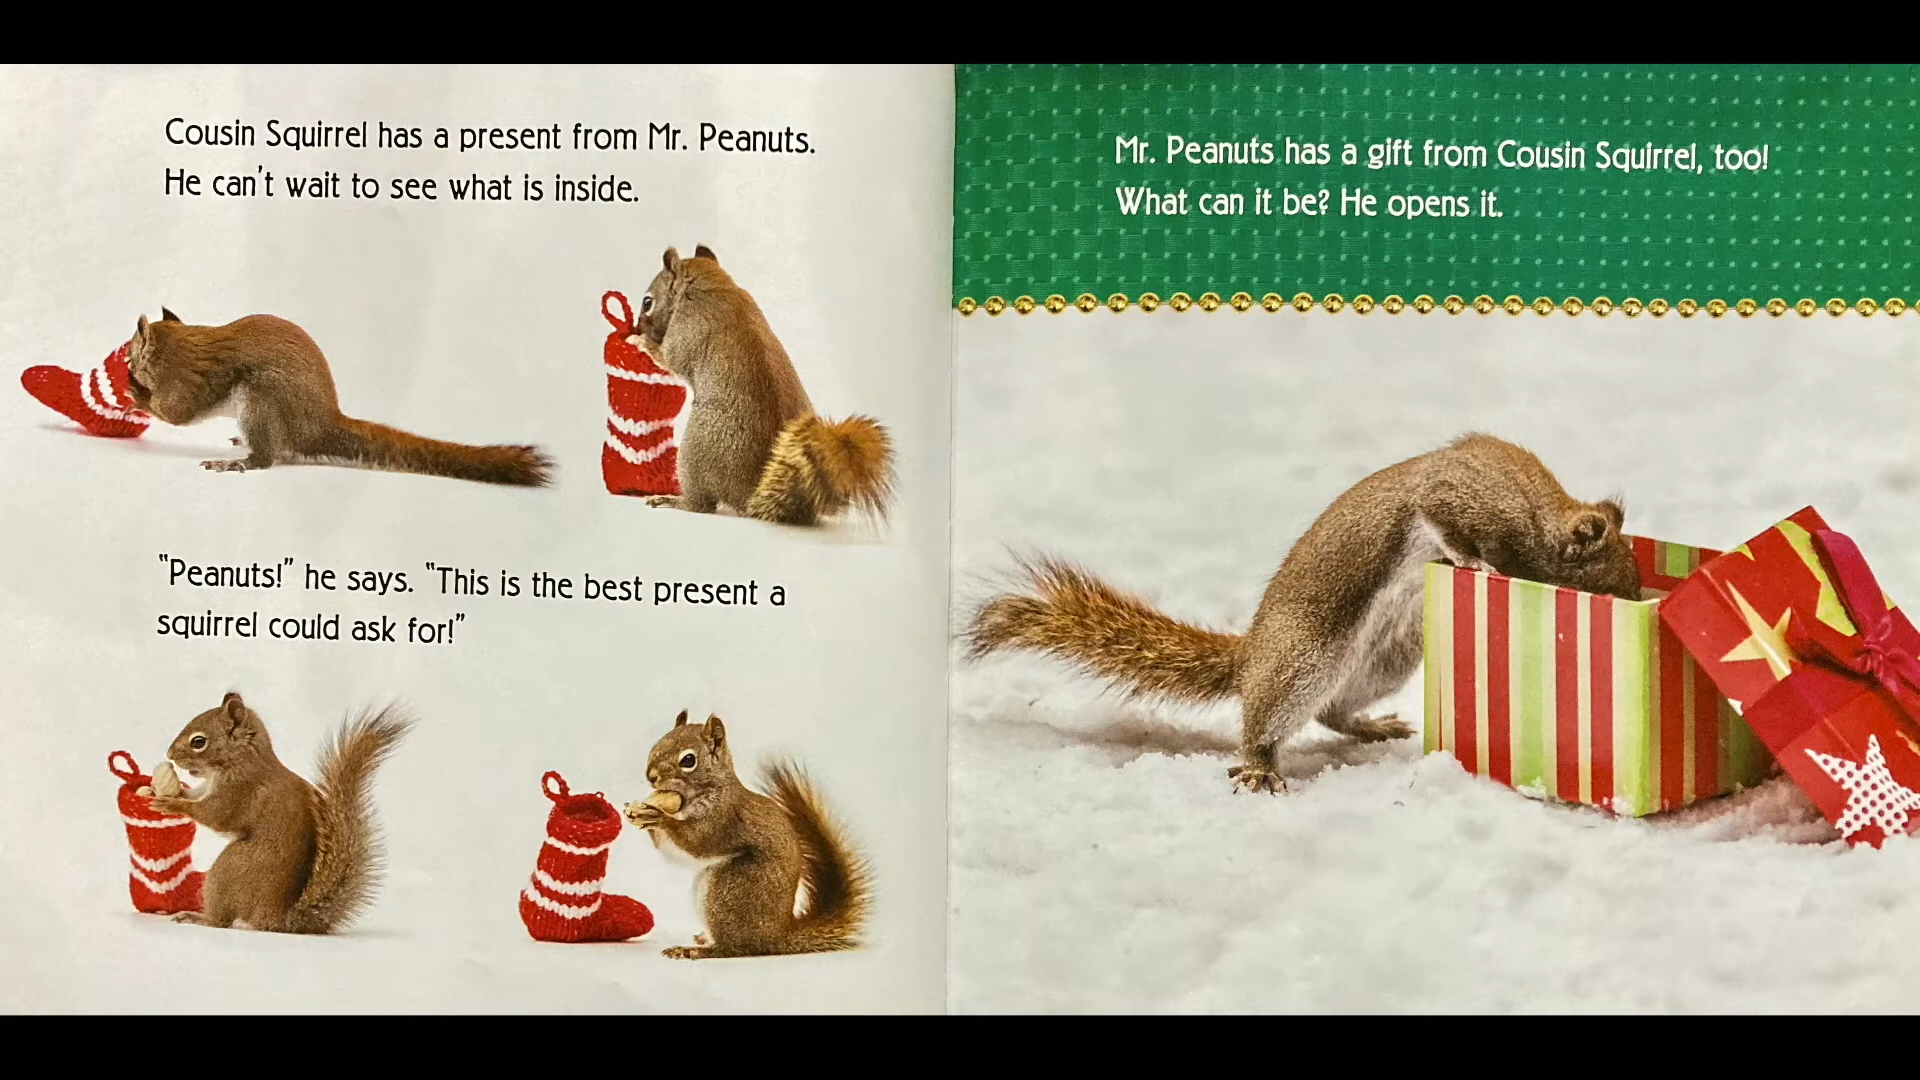 Cousin Squirrel has a present from Mr. Peanuts.
He can't wait to see what is inside.
"Peanuts!" he says. "This is the best present a
squirrel could ask for!"
Mr. Peanuts has a gift from Cousin Squirrel, too!
What can it be? He opens it.